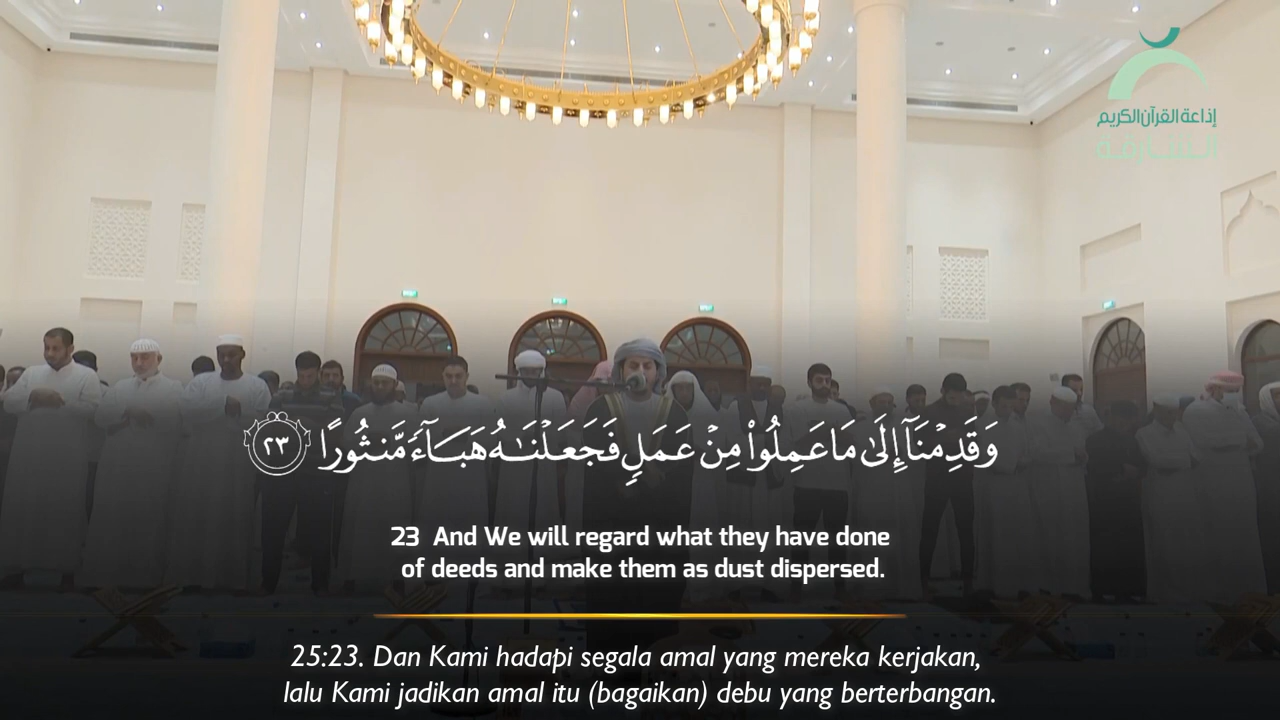 إذاعة القرآن الكريم
الشارقة
وَقَدِمْنَآ إِلَىٰ مَا عَمِلُوا۟ مِنْ عَمَلٍ فَجَعَلْنَـٰهُ هَبَآءً مَّنثُورًا ٢٣
23 And We will regard what they have done
of deeds and make them as dust dispersed.
25:23. Dan Kami hadapi segala amal yang mereka kerjakan,
lalu Kami jadikan amal itu (bagaikan) debu yang berterbangan.